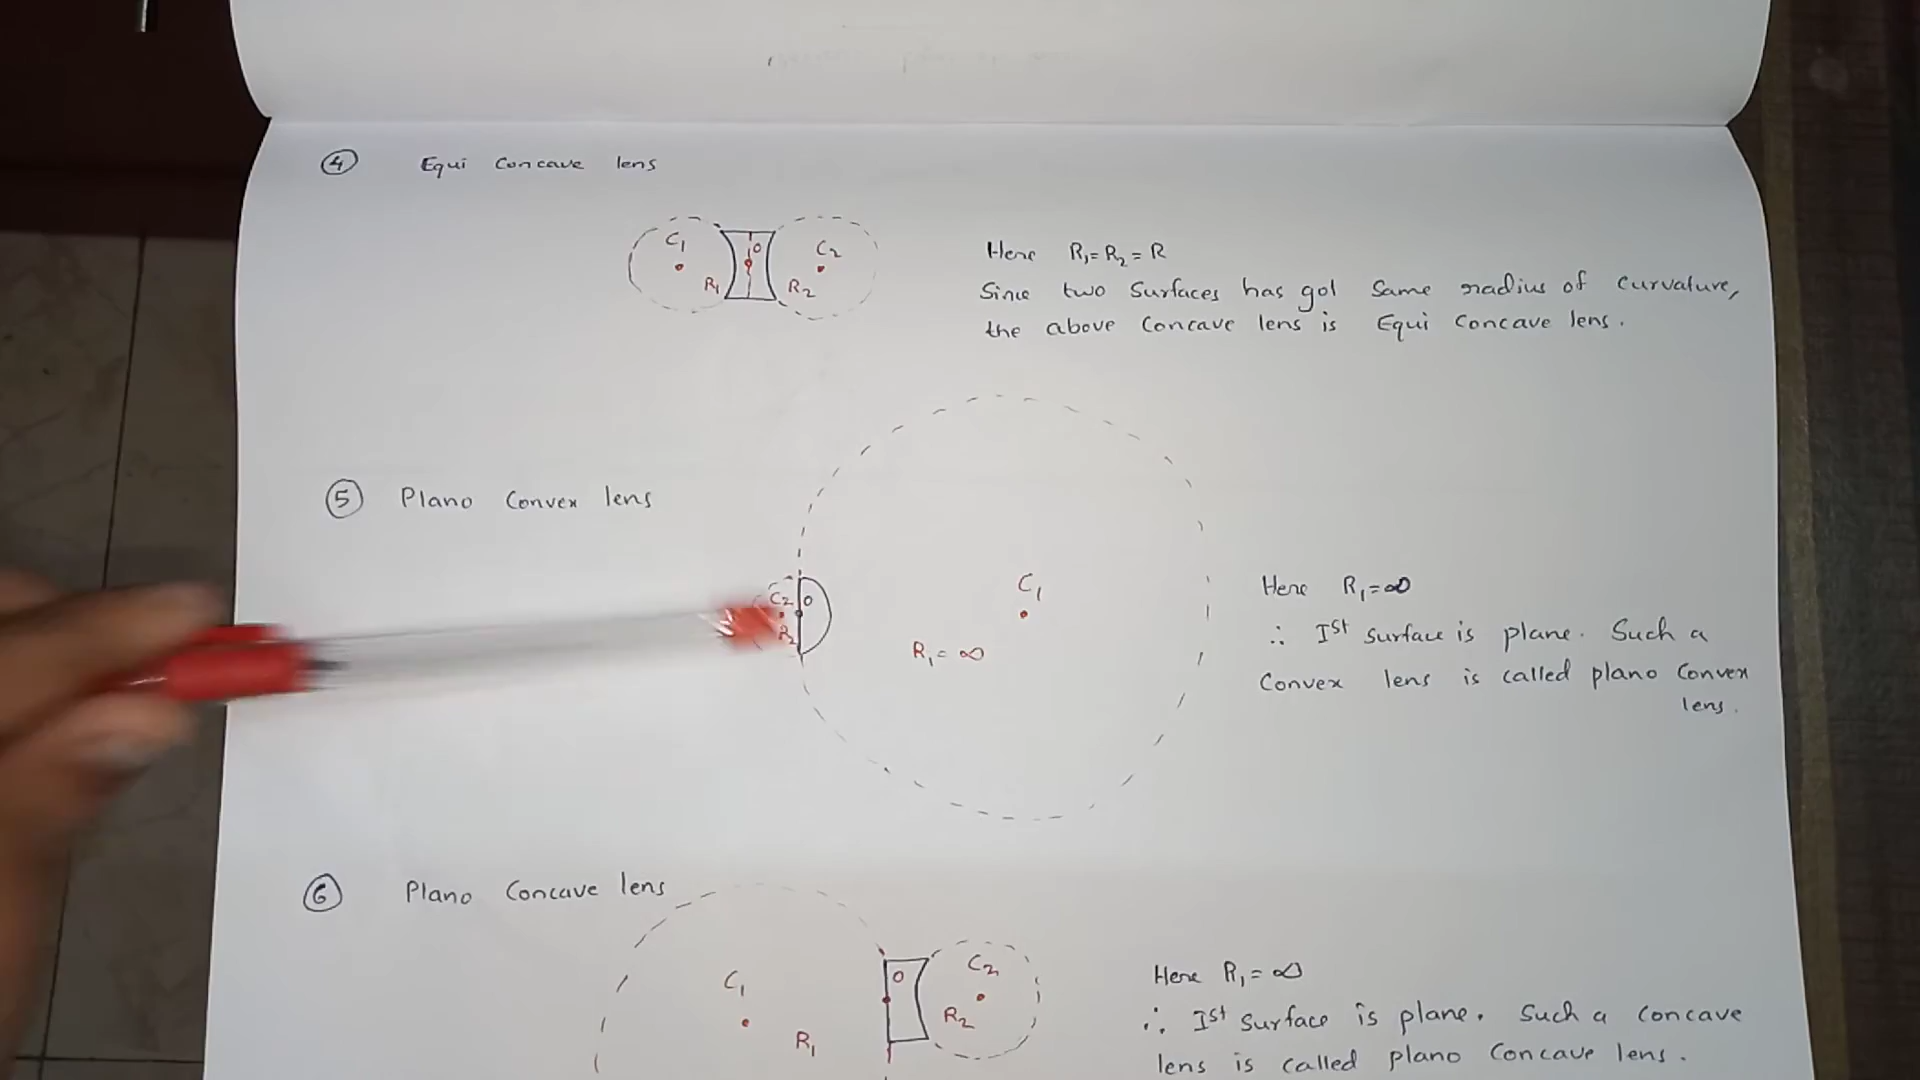 ④ Equi Concave lens
C₁ O C₂
R₁ R₂
Here R₁=R₂=R
Since two Surfaces has got Same radius of Curvature,
the above Concave lens is Equi Concave lens.
⑤ Plano Convex lens
C₂ O
R₂
C₁
R₁=∞
Here R₁=∞
∴ Iˢᵗ surface is plane. Such a
Convex lens is called plano Convex
lens.
⑥ Plano Concave lens
C₁ O C₂
R₁ R₂
Here R₁=∞
∴ Iˢᵗ Surface is plane. Such a Concave
lens is called plano Concave lens.